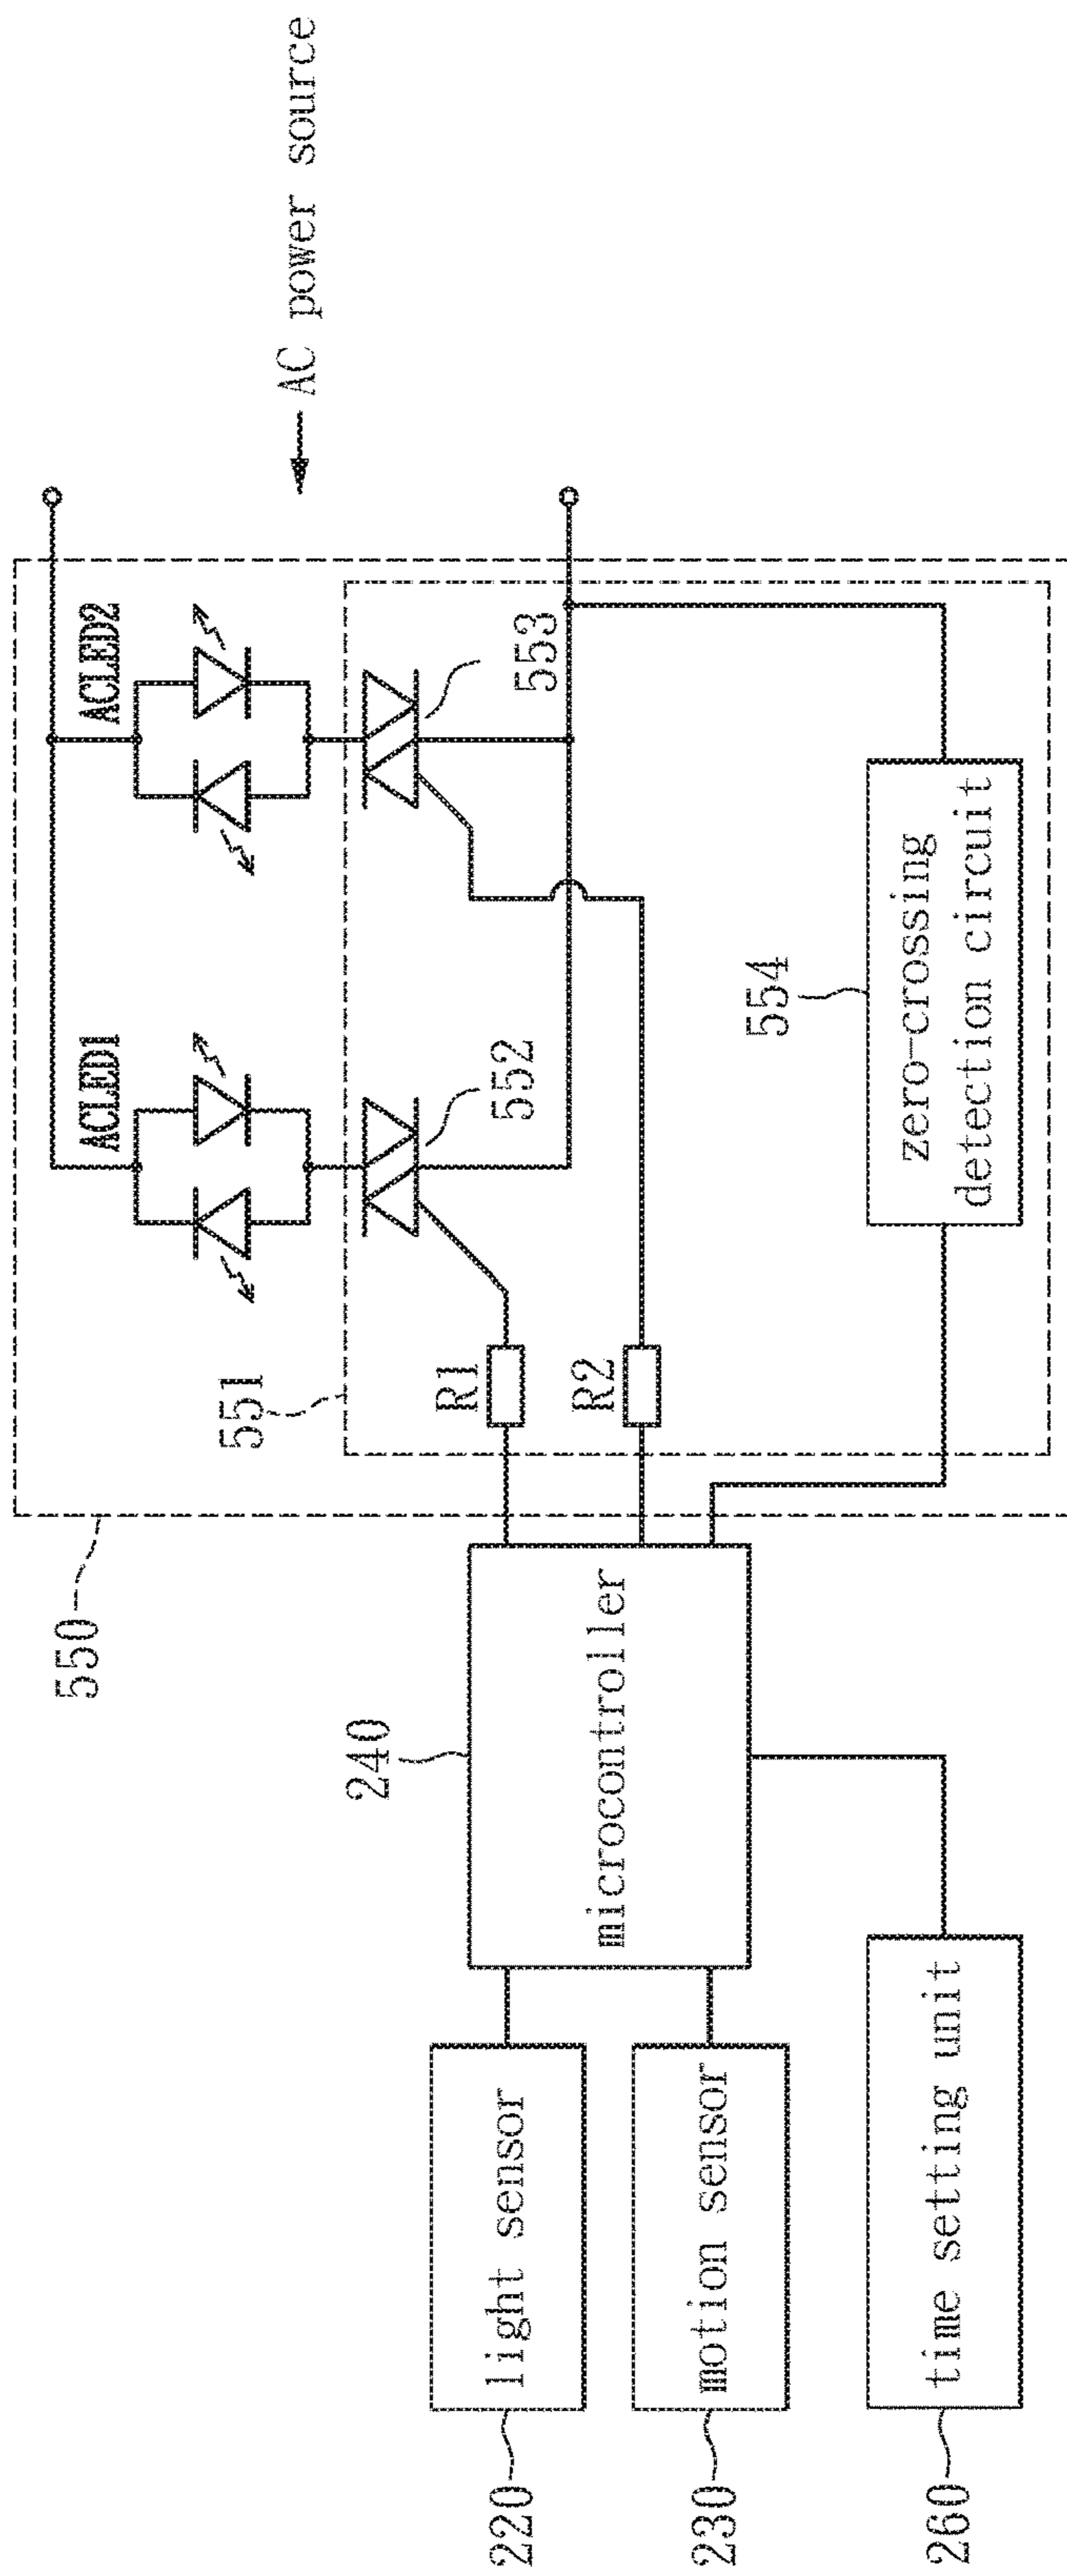 AC power source
ACLED2
ACLED1
553
552
551
R1
R2
554
zero-crossing
detection circuit
550
240
microcontroller
light sensor
motion sensor
time setting unit
220
230
260